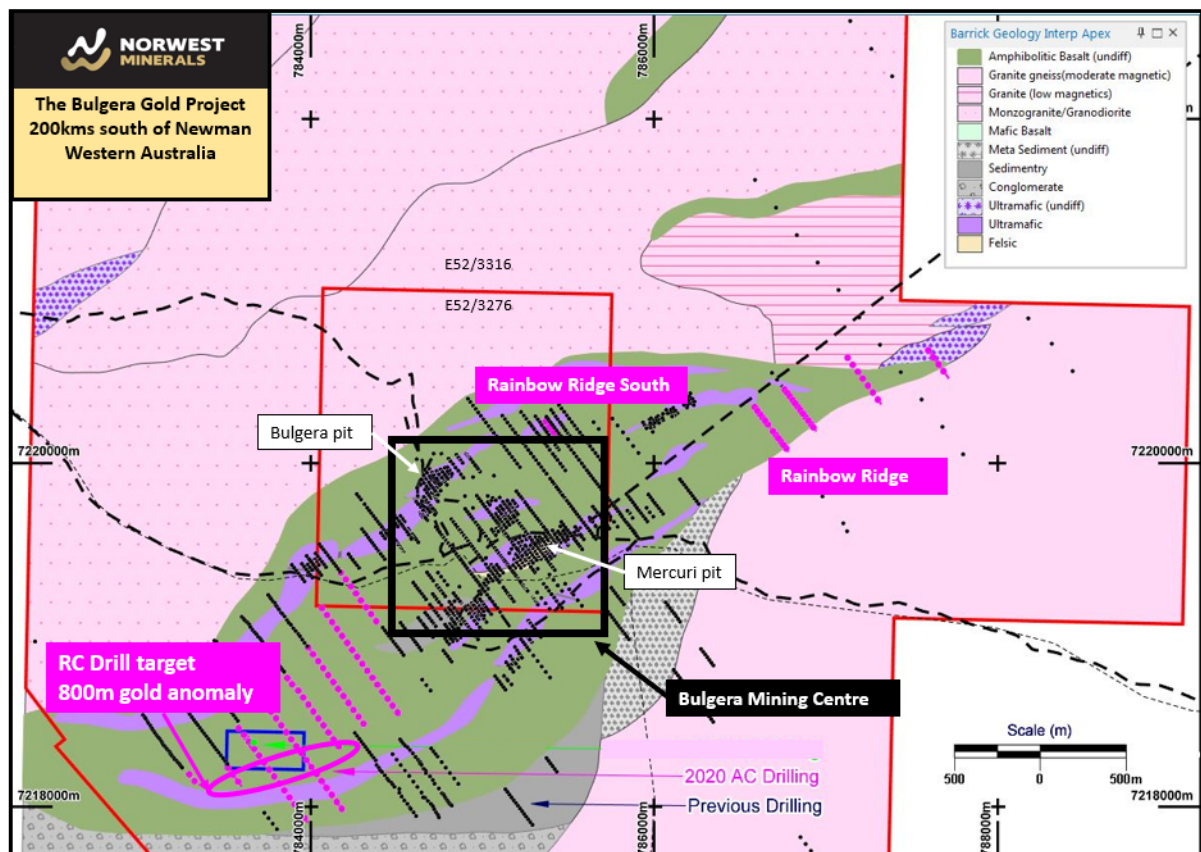 NORWEST
MINERALS
The Bulgera Gold Project
200kms south of Newman
Western Australia
784000m
786000m
Barrick Geology Interp Apex
Amphibolitic Basalt (undiff)
Granite gneiss(moderate magnetic)
Granite (low magnetics)
Monzogranite/Granodiorite
Mafic Basalt
Meta Sediment (undiff)
Sedimentry
Conglomerate
Ultramafic (undiff)
Ultramafic
Felsic
E52/3316
E52/3276
Rainbow Ridge South
Bulgera pit
7220000m
7220000m
Rainbow Ridge
Mercuri pit
RC Drill target
800m gold anomaly
Bulgera Mining Centre
Scale (m)
500 0 500m
2020 AC Drilling
Previous Drilling
7218000m
7218000m
784000m
786000m
788000m